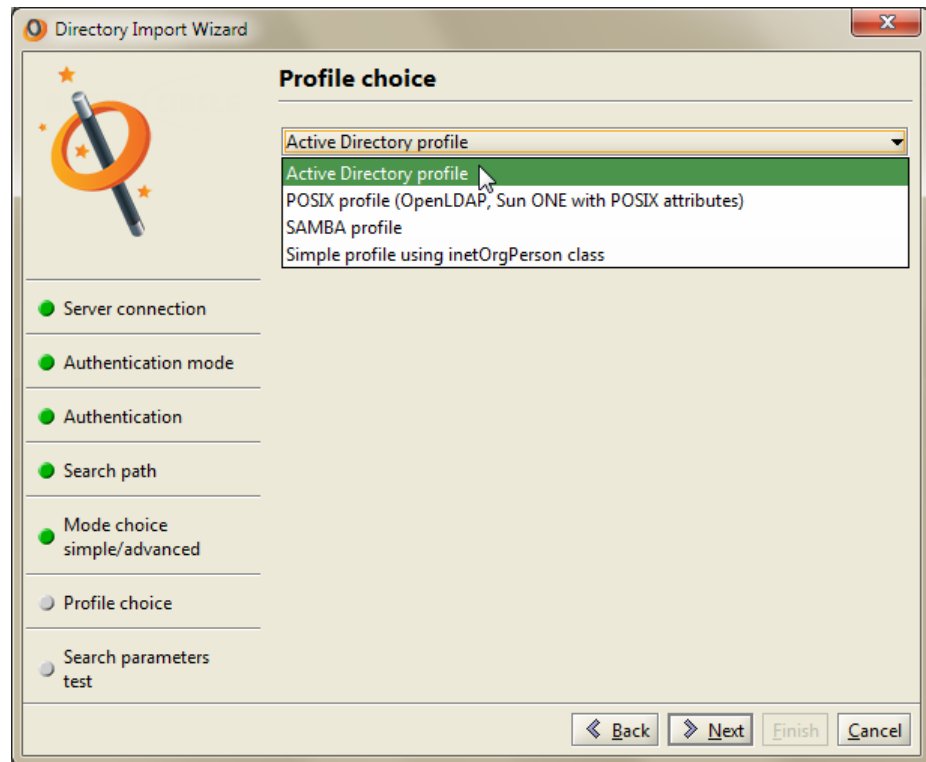 Directory Import Wizard
Profile choice
Active Directory profile
Active Directory profile
POSIX profile (OpenLDAP, Sun ONE with POSIX attributes)
SAMBA profile
Simple profile using inetOrgPerson class
Server connection
Authentication mode
Authentication
Search path
Mode choice
simple/advanced
Profile choice
Search parameters
test
Back Next Finish Cancel